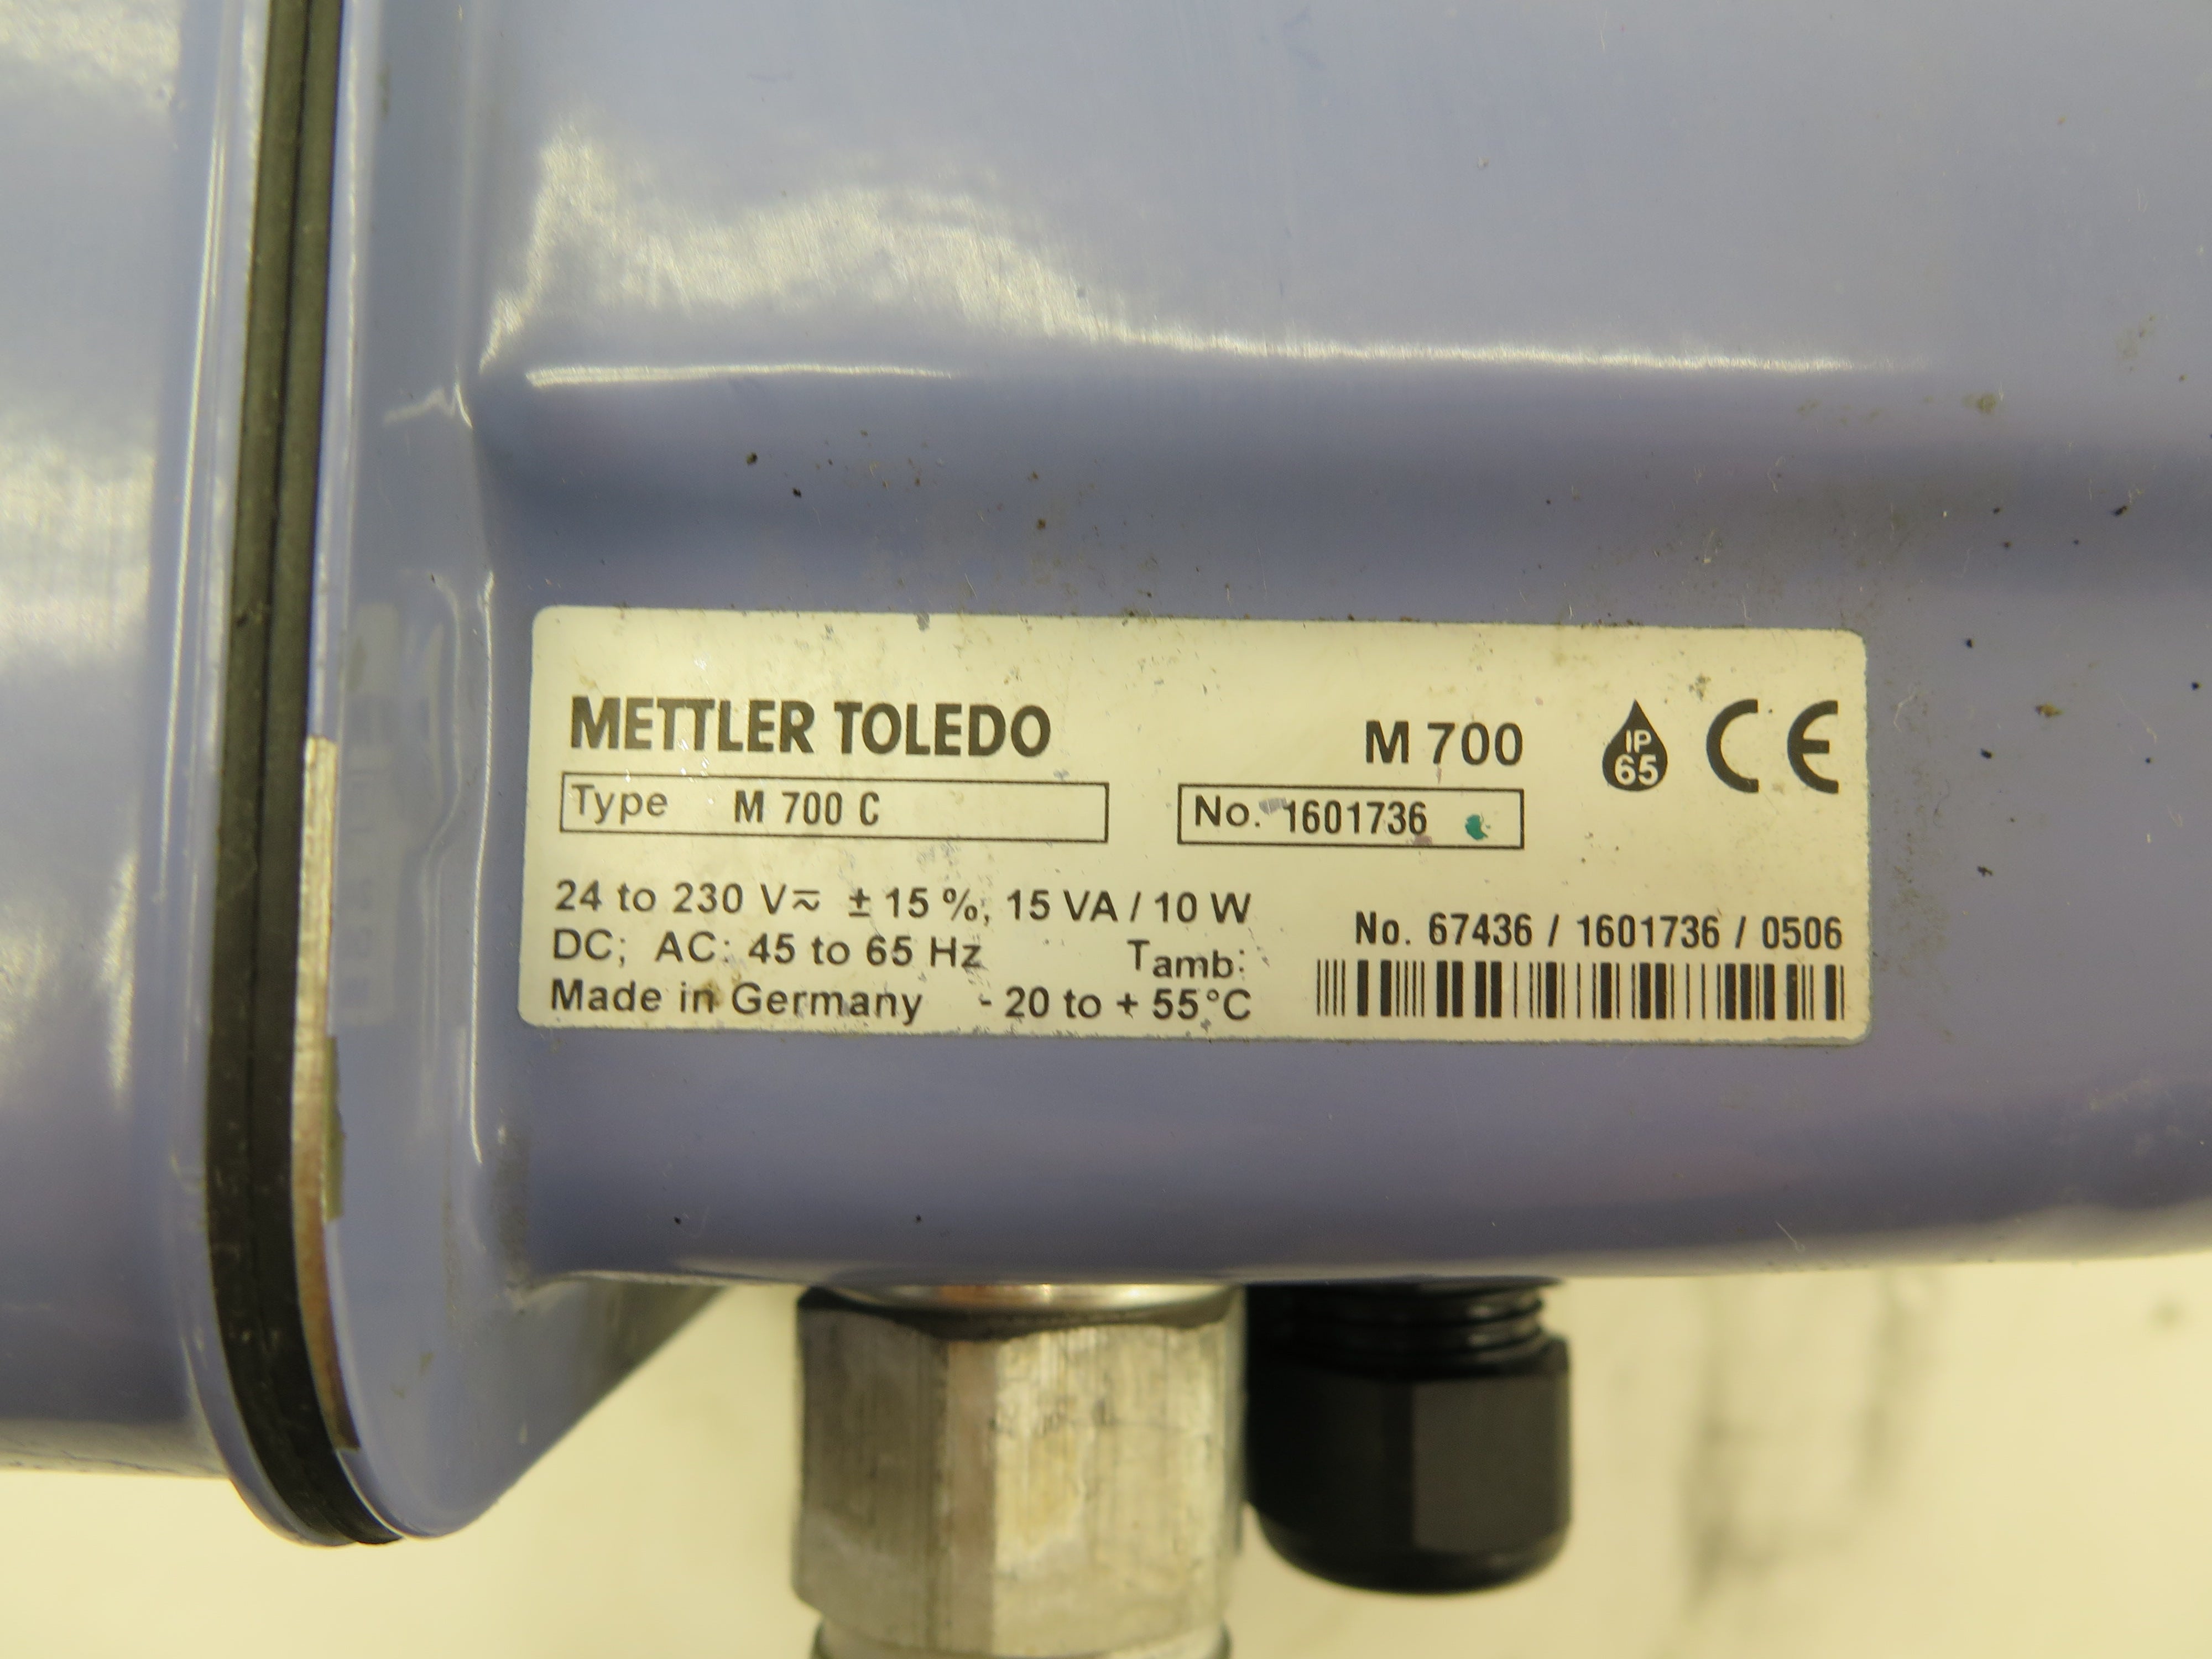 METTLER TOLEDO
M 700
IP
65
CE
Type M 700 C
No. 1601736
24 to 230 V≂ ± 15 %, 15 VA / 10 W
DC; AC: 45 to 65 Hz
Tamb:
Made in Germany - 20 to + 55°C
No. 67436 / 1601736 / 0506